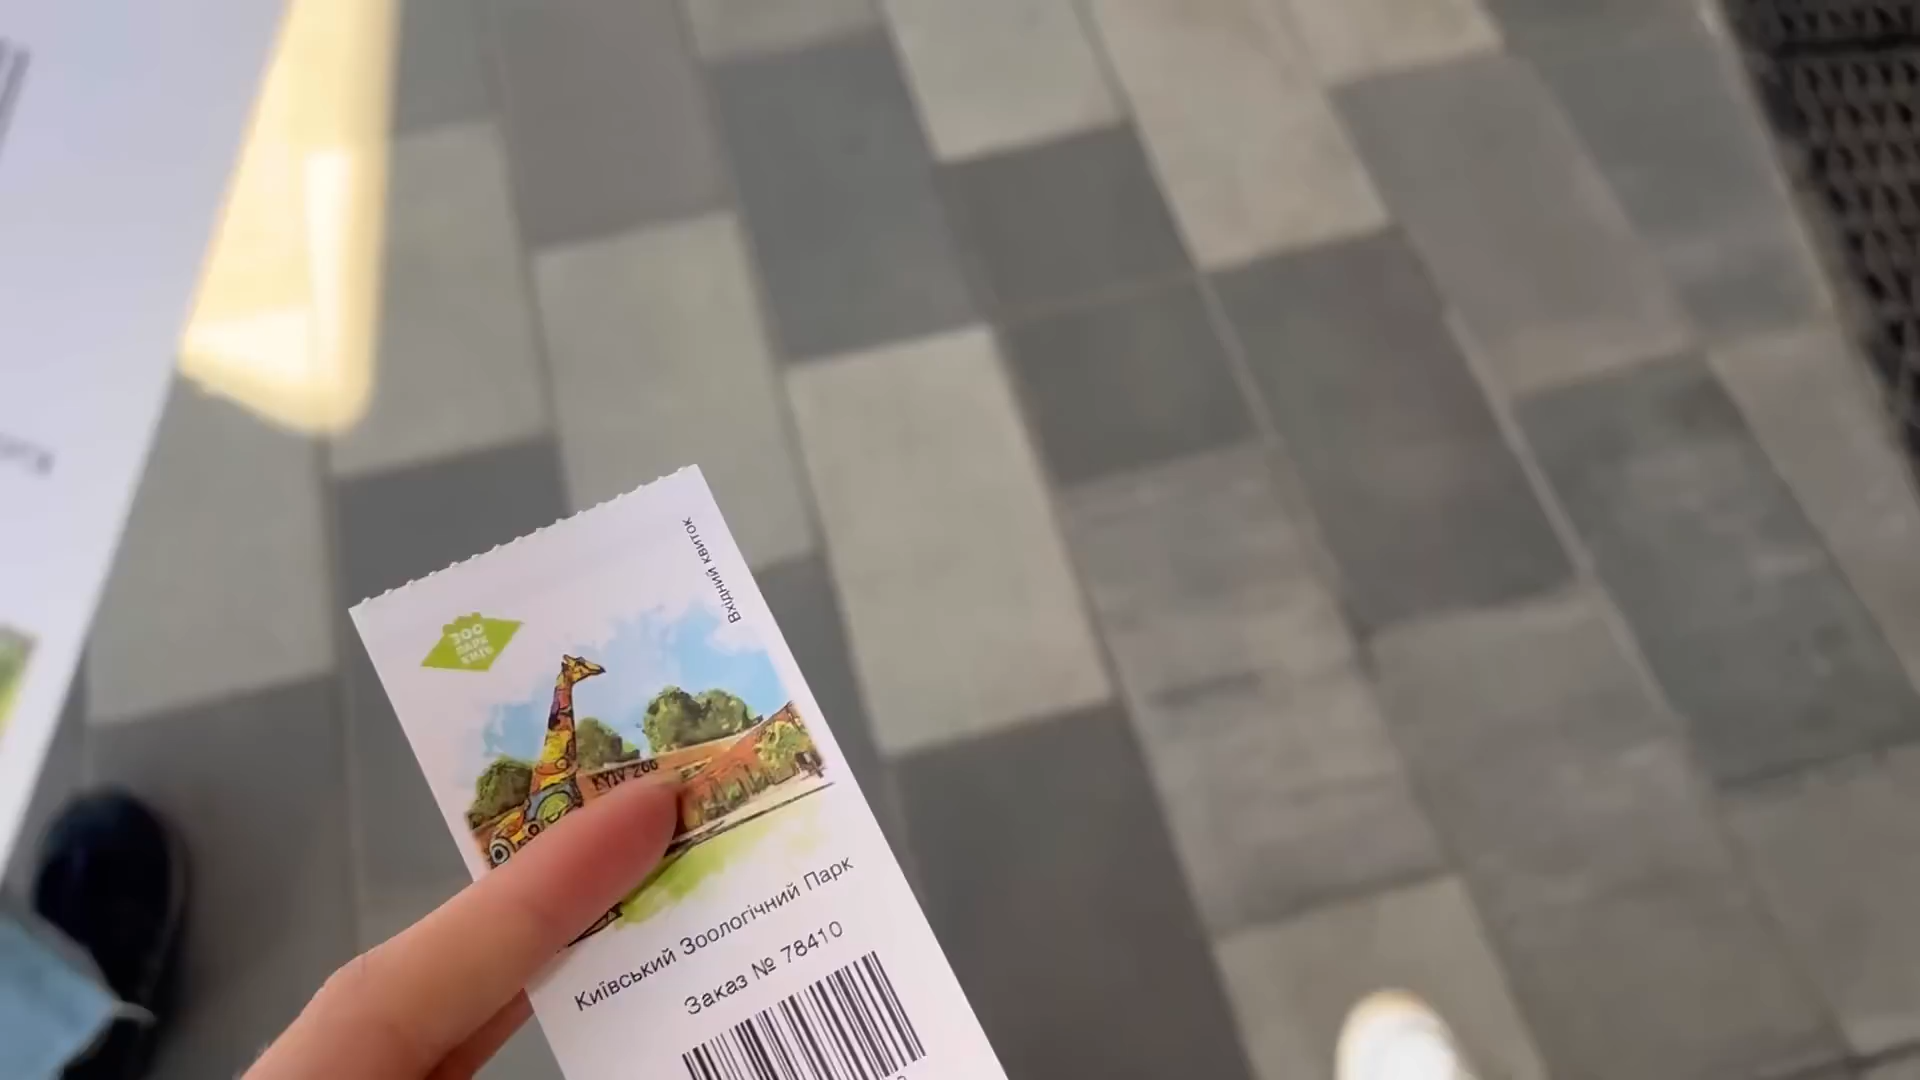 Вхідний квиток
ЗОО
ПАРК
КИЇВ
KYIV ZOO
Київський Зоологічний Парк
Заказ № 78410